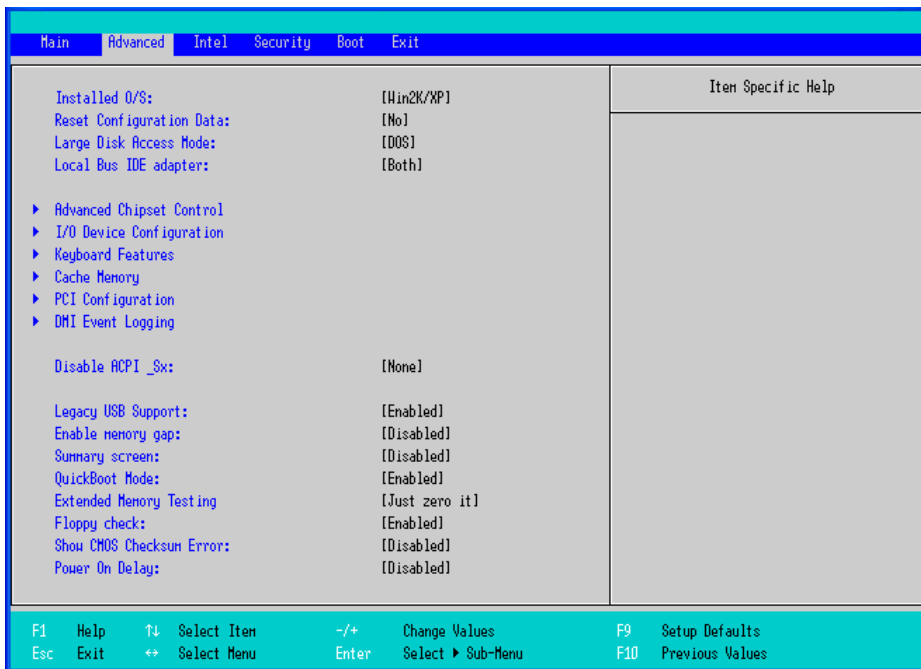 Main Advanced Intel Security Boot Exit
Item Specific Help
Installed O/S: [Win2K/XP]
Reset Configuration Data: [No]
Large Disk Access Mode: [DOS]
Local Bus IDE adapter: [Both]
▶ Advanced Chipset Control
▶ I/O Device Configuration
▶ Keyboard Features
▶ Cache Memory
▶ PCI Configuration
▶ DMI Event Logging
Disable ACPI _Sx: [None]
Legacy USB Support: [Enabled]
Enable memory gap: [Disabled]
Summary screen: [Disabled]
QuickBoot Mode: [Enabled]
Extended Memory Testing [Just zero it]
Floppy check: [Enabled]
Show CMOS Checksum Error: [Disabled]
Power On Delay: [Disabled]
F1 Help ↑↓ Select Item -/+ Change Values F9 Setup Defaults
Esc Exit ↔ Select Menu Enter Select ▶ Sub-Menu F10 Previous Values